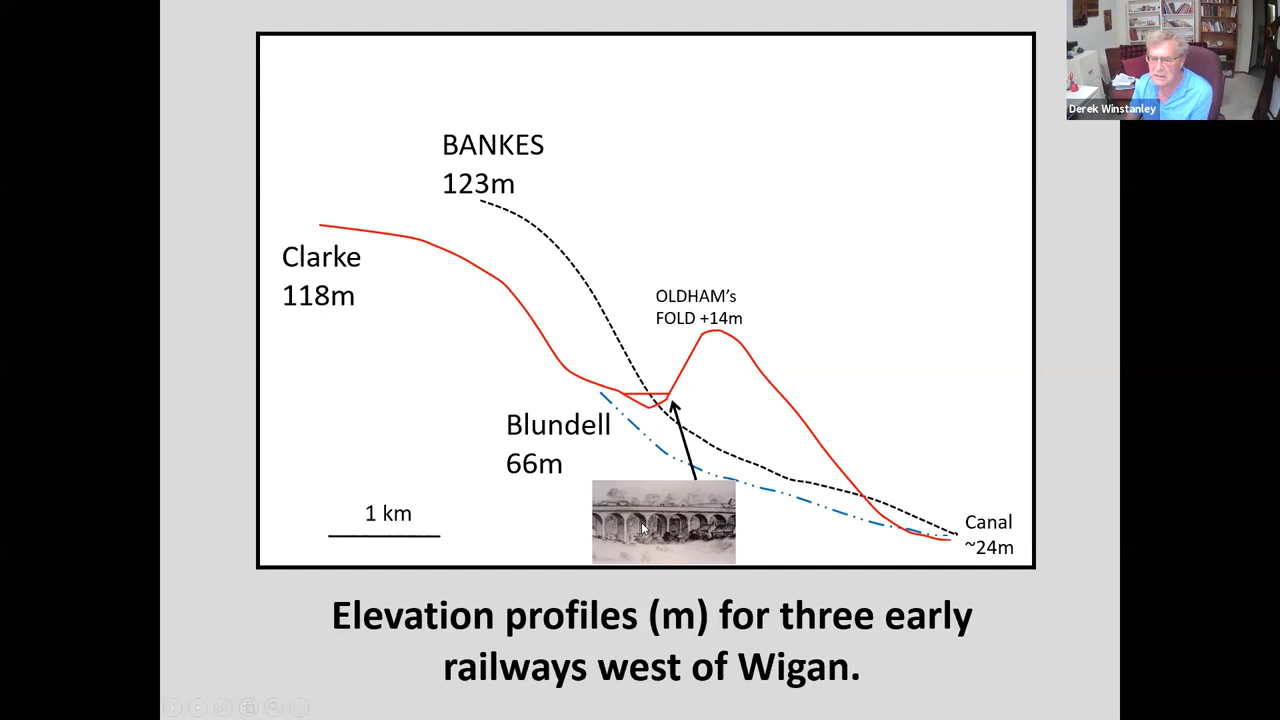 Derek Winstanley
BANKES
123m
Clarke
118m
OLDHAM's
FOLD +14m
Blundell
66m
1 km
Canal
~24m
Elevation profiles (m) for three early
railways west of Wigan.